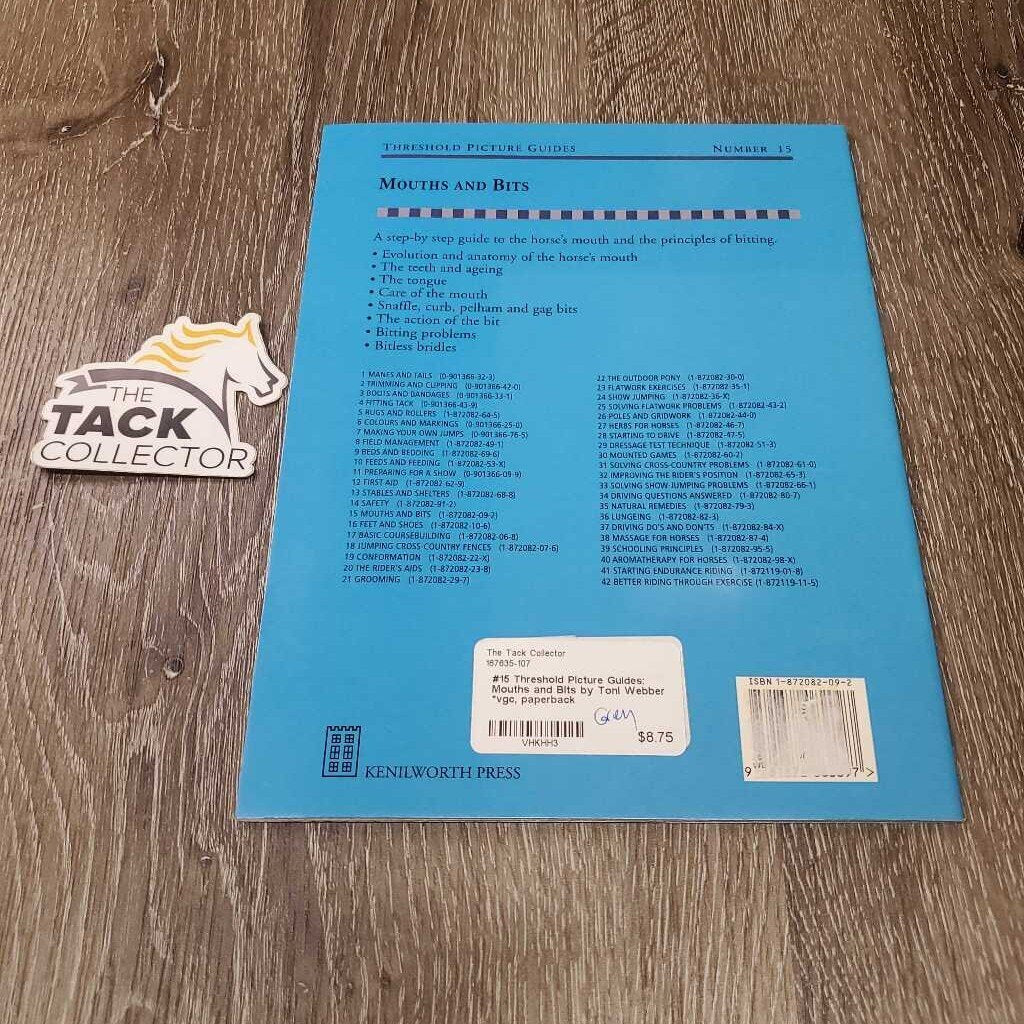 THRESHOLD PICTURE GUIDES NUMBER 15
MOUTHS AND BITS
A step-by step guide to the horse's mouth and the principles of bitting.
• Evolution and anatomy of the horse's mouth
• The teeth and ageing
• The tongue
• Care of the mouth
• Snaffle, curb, pelham and gag bits
• The action of the bit
• Bitting problems
• Bitless bridles
1 MANES AND TAILS (0-901366-32-3)
2 TRIMMING AND CLIPPING (0-901366-42-0)
3 BOOTS AND BANDAGES (0-901366-33-1)
4 FITTING TACK (0-901366-43-9)
5 RUGS AND ROLLERS (1-872082-64-5)
6 COLOURS AND MARKINGS (0-901366-25-0)
7 MAKING YOUR OWN JUMPS (0-901366-76-5)
8 FIELD MANAGEMENT (1-872082-49-1)
9 BEDS AND BEDDING (1-872082-69-6)
10 FEEDS AND FEEDING (1-872082-53-X)
11 PREPARING FOR A SHOW (0-901366-09-9)
12 FIRST AID (1-872082-62-9)
13 STABLES AND SHELTERS (1-872082-68-8)
14 SAFETY (1-872082-91-2)
15 MOUTHS AND BITS (1-872082-09-2)
16 FEET AND SHOES (1-872082-10-6)
17 BASIC COURSEBUILDING (1-872082-06-8)
18 JUMPING CROSS-COUNTRY FENCES (1-872082-07-6)
19 CONFORMATION (1-872082-22-X)
20 THE RIDER'S AIDS (1-872082-23-8)
21 GROOMING (1-872082-29-7)
22 THE OUTDOOR PONY (1-872082-30-0)
23 FLATWORK EXERCISES (1-872082-35-1)
24 SHOW JUMPING (1-872082-36-X)
25 SOLVING FLATWORK PROBLEMS (1-872082-43-2)
26 POLES AND GRIDWORK (1-872082-44-0)
27 HERBS FOR HORSES (1-872082-46-7)
28 STARTING TO DRIVE (1-872082-47-5)
29 DRESSAGE TEST TECHNIQUE (1-872082-51-3)
30 MOUNTED GAMES (1-872082-60-2)
31 SOLVING CROSS-COUNTRY PROBLEMS (1-872082-61-0)
32 IMPROVING THE RIDER'S POSITION (1-872082-65-3)
33 SOLVING SHOW JUMPING PROBLEMS (1-872082-66-1)
34 DRIVING QUESTIONS ANSWERED (1-872082-80-7)
35 NATURAL REMEDIES (1-872082-79-3)
36 LUNGEING (1-872082-82-3)
37 DRIVING DO'S AND DON'TS (1-872082-84-X)
38 MASSAGE FOR HORSES (1-872082-87-4)
39 SCHOOLING PRINCIPLES (1-872082-95-5)
40 AROMATHERAPY FOR HORSES (1-872082-98-X)
41 STARTING ENDURANCE RIDING (1-872119-01-8)
42 BETTER RIDING THROUGH EXERCISE (1-872119-11-5)
THE
TACK
COLLECTOR
The Tack Collector
167635-107
#15 Threshold Picture Guides:
Mouths and Bits by Toni Webber
*vgc, paperback
VHKHH3
$8.75
ISBN 1-872082-09-2
KENILWORTH PRESS